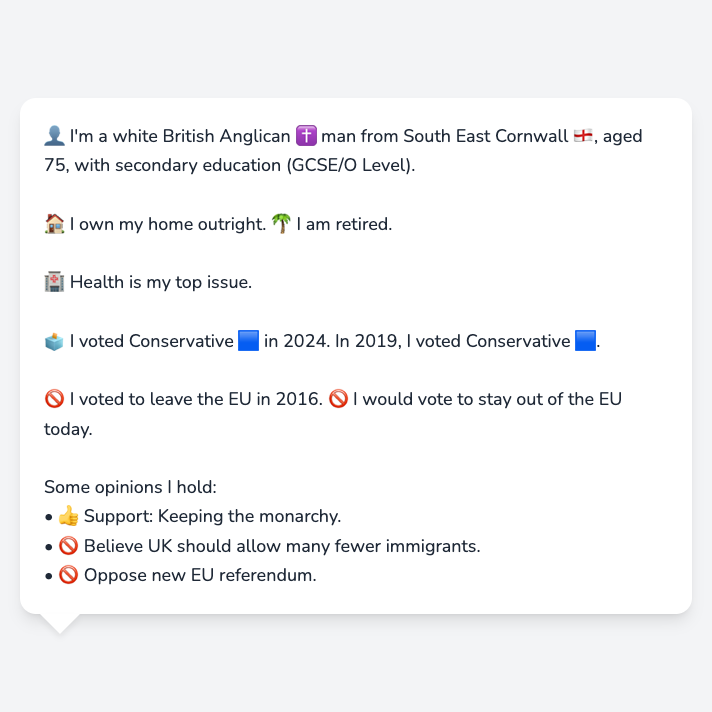 👤 I'm a white British Anglican ✝️ man from South East Cornwall 🏴󠁧󠁢󠁥󠁮󠁧󠁿, aged
75, with secondary education (GCSE/O Level).
🏠 I own my home outright. 🌴 I am retired.
🏥 Health is my top issue.
🗳️ I voted Conservative 🟦 in 2024. In 2019, I voted Conservative 🟦.
🚫 I voted to leave the EU in 2016. 🚫 I would vote to stay out of the EU
today.
Some opinions I hold:
• 👍 Support: Keeping the monarchy.
• 🚫 Believe UK should allow many fewer immigrants.
• 🚫 Oppose new EU referendum.